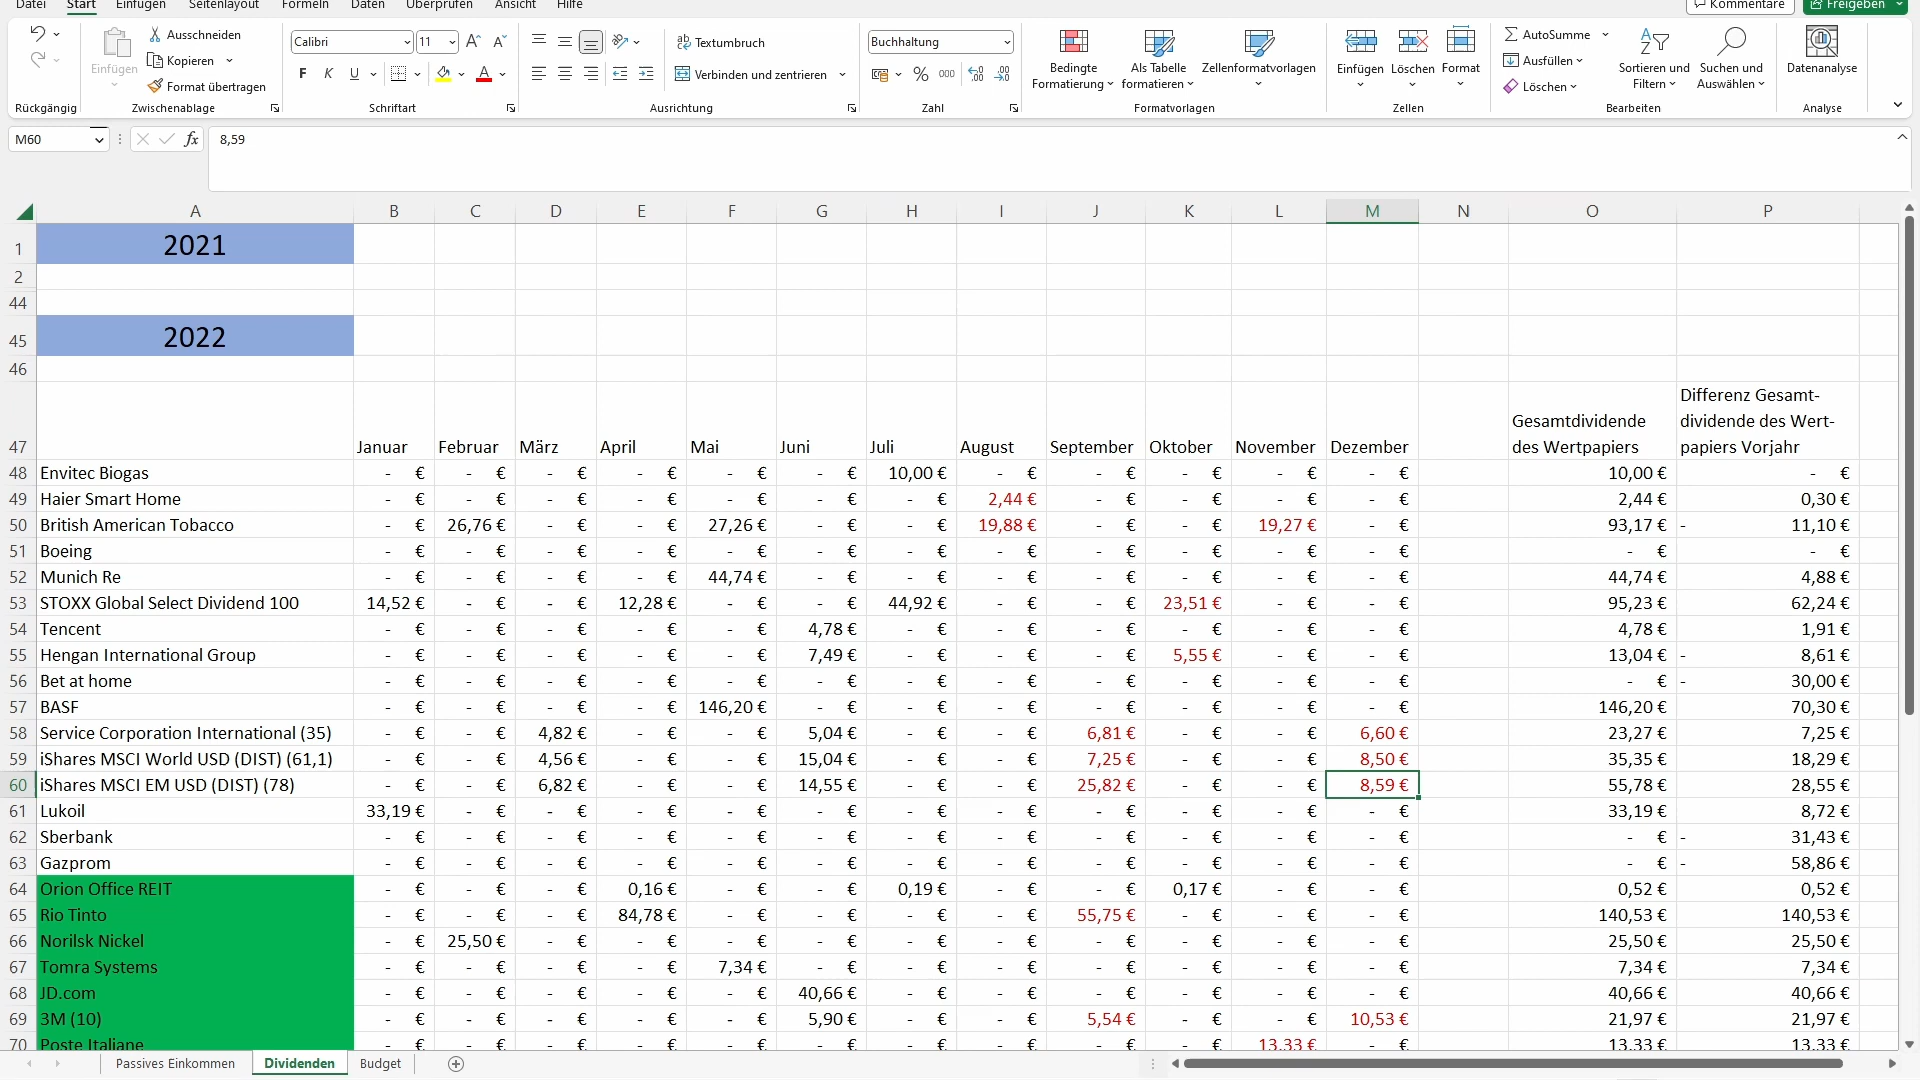 Datei Start Einfügen Seitenlayout Formeln Daten Überprüfen Ansicht Hilfe Kommentare Freigeben
Einfügen Ausschneiden
Kopieren
Format übertragen
Calibri 11
F K U
Textumbruch
Verbinden und zentrieren
Buchhaltung
% 000
Bedingte Formatierung
Als Tabelle formatieren
Zellenformatvorlagen
Einfügen Löschen Format
AutoSumme
Ausfüllen
Löschen
Sortieren und Filtern
Suchen und Auswählen
Datenanalyse
Rückgängig Zwischenablage Schriftart Ausrichtung Zahl Formatvorlagen Zellen Bearbeiten Analyse
M60 fx 8,59
A B C D E F G H I J K L M N O P
1 2021
2
44
45 2022
46
47 Januar Februar März April Mai Juni Juli August September Oktober November Dezember Gesamtdividende des Wertpapiers Differenz Gesamt-dividende des Wert-papiers Vorjahr
48 Envitec Biogas - € - € - € - € - € - € 10,00 € - € - € - € - € - € 10,00 € - €
49 Haier Smart Home - € - € - € - € - € - € - € 2,44 € - € - € - € - € 2,44 € 0,30 €
50 British American Tobacco - € 26,76 € - € - € 27,26 € - € - € 19,88 € - € - € 19,27 € - € 93,17 € - 11,10 €
51 Boeing - € - € - € - € - € - € - € - € - € - € - € - € - € - €
52 Munich Re - € - € - € - € 44,74 € - € - € - € - € - € - € - € 44,74 € 4,88 €
53 STOXX Global Select Dividend 100 14,52 € - € - € 12,28 € - € - € 44,92 € - € - € 23,51 € - € - € 95,23 € 62,24 €
54 Tencent - € - € - € - € - € 4,78 € - € - € - € - € - € - € 4,78 € 1,91 €
55 Hengan International Group - € - € - € - € - € 7,49 € - € - € - € 5,55 € - € - € 13,04 € - 8,61 €
56 Bet at home - € - € - € - € - € - € - € - € - € - € - € - € - € - 30,00 €
57 BASF - € - € - € - € 146,20 € - € - € - € - € - € - € - € 146,20 € 70,30 €
58 Service Corporation International (35) - € - € 4,82 € - € - € 5,04 € - € - € 6,81 € - € - € 6,60 € 23,27 € 7,25 €
59 iShares MSCI World USD (DIST) (61,1) - € - € 4,56 € - € - € 15,04 € - € - € 7,25 € - € - € 8,50 € 35,35 € 18,29 €
60 iShares MSCI EM USD (DIST) (78) - € - € 6,82 € - € - € 14,55 € - € - € 25,82 € - € - € 8,59 € 55,78 € 28,55 €
61 Lukoil 33,19 € - € - € - € - € - € - € - € - € - € - € - € 33,19 € 8,72 €
62 Sberbank - € - € - € - € - € - € - € - € - € - € - € - € - € - 31,43 €
63 Gazprom - € - € - € - € - € - € - € - € - € - € - € - € - € - 58,86 €
64 Orion Office REIT - € - € - € 0,16 € - € - € 0,19 € - € - € 0,17 € - € - € 0,52 € 0,52 €
65 Rio Tinto - € - € - € 84,78 € - € - € - € - € 55,75 € - € - € - € 140,53 € 140,53 €
66 Norilsk Nickel - € 25,50 € - € - € - € - € - € - € - € - € - € - € 25,50 € 25,50 €
67 Tomra Systems - € - € - € - € 7,34 € - € - € - € - € - € - € - € 7,34 € 7,34 €
68 JD.com - € - € - € - € - € 40,66 € - € - € - € - € - € - € 40,66 € 40,66 €
69 3M (10) - € - € - € - € - € 5,90 € - € - € 5,54 € - € - € 10,53 € 21,97 € 21,97 €
70 Poste Italiane - € - € - € - € - € - € - € - € - € - € 13,33 € - € 13,33 € 13,33 €
Passives Einkommen Dividenden Budget